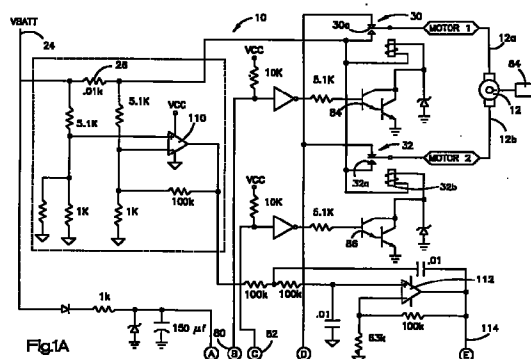 VBATT
24
10
30
30a
28
.01k
VCC
10K
5.1K
MOTOR 1
12a
84
5.1K
5.1K
VCC
110
84
12
12b
VCC
32
32a
MOTOR 2
1K
1K
100k
10K
5.1K
32b
86
.01
112
1k
100k
100k
.01
100k
150 µf
83k
114
Fig.1A
A
80
B
C
82
D
E